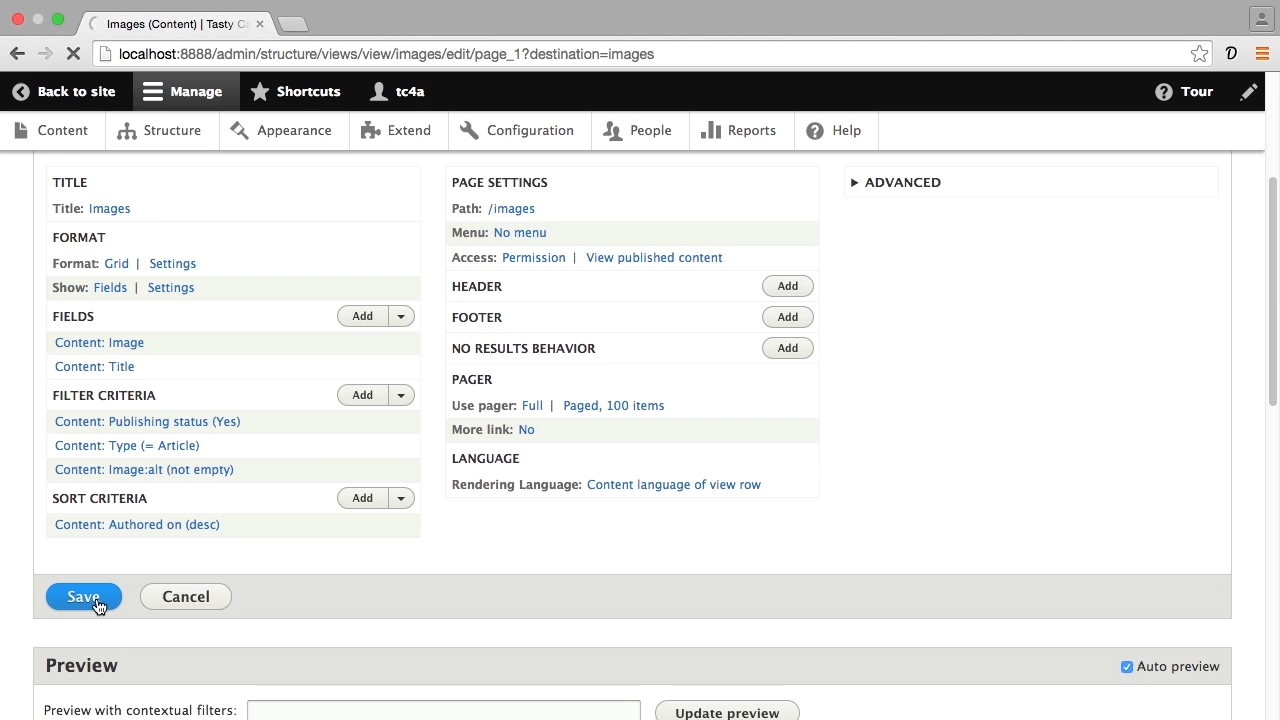 Images (Content) | Tasty C
localhost:8888/admin/structure/views/view/images/edit/page_1?destination=images
Back to site Manage Shortcuts tc4a Tour
Content Structure Appearance Extend Configuration People Reports Help
TITLE
Title: Images
FORMAT
Format: Grid | Settings
Show: Fields | Settings
FIELDS Add
Content: Image
Content: Title
FILTER CRITERIA Add
Content: Publishing status (Yes)
Content: Type (= Article)
Content: Image:alt (not empty)
SORT CRITERIA Add
Content: Authored on (desc)
PAGE SETTINGS
Path: /images
Menu: No menu
Access: Permission | View published content
HEADER Add
FOOTER Add
NO RESULTS BEHAVIOR Add
PAGER
Use pager: Full | Paged, 100 items
More link: No
LANGUAGE
Rendering Language: Content language of view row
ADVANCED
Save Cancel
Preview Auto preview
Preview with contextual filters: Update preview